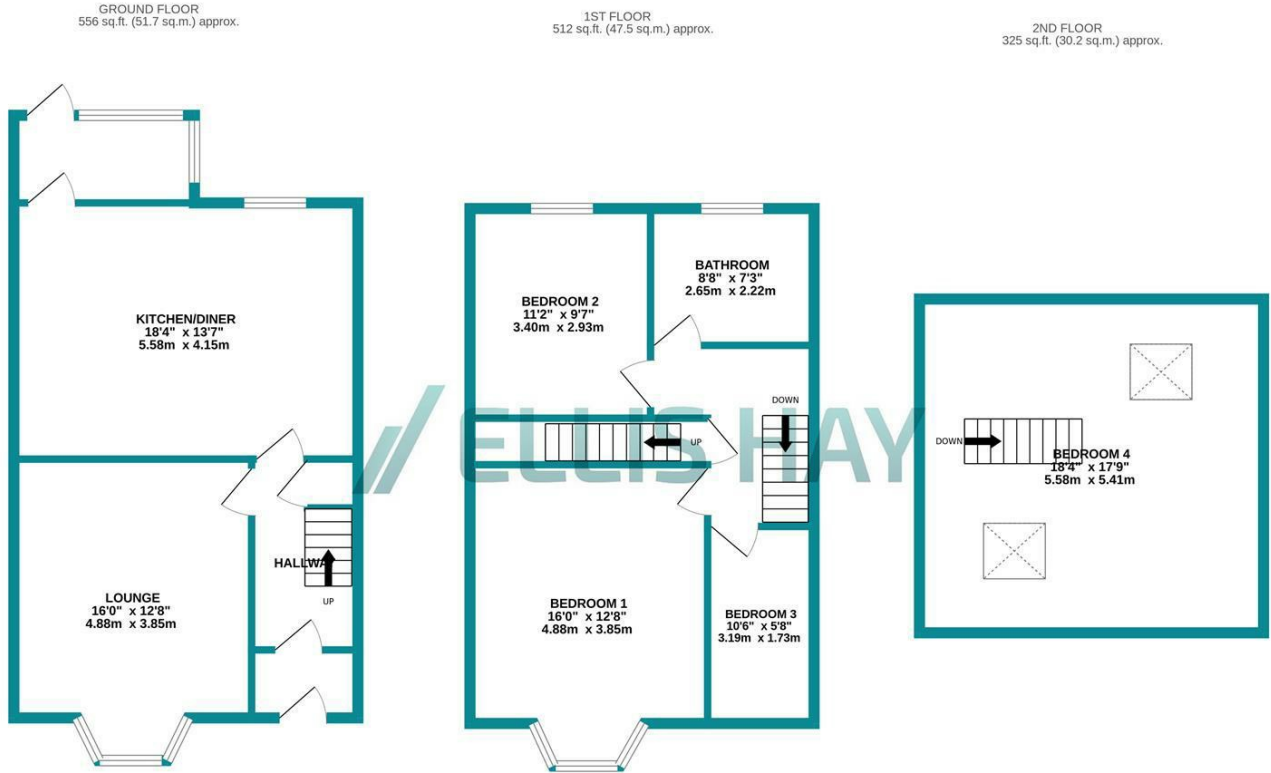 GROUND FLOOR
556 sq.ft. (51.7 sq.m.) approx.
1ST FLOOR
512 sq.ft. (47.5 sq.m.) approx.
2ND FLOOR
325 sq.ft. (30.2 sq.m.) approx.
KITCHEN/DINER
18'4" x 13'7"
5.58m x 4.15m
LOUNGE
16'0" x 12'8"
4.88m x 3.85m
HALLWA
UP
BEDROOM 2
11'2" x 9'7"
3.40m x 2.93m
BATHROOM
8'8" x 7'3"
2.65m x 2.22m
DOWN
UP
BEDROOM 1
16'0" x 12'8"
4.88m x 3.85m
BEDROOM 3
10'6" x 5'8"
3.19m x 1.73m
DOWN
BEDROOM 4
18'4" x 17'9"
5.58m x 5.41m
ELLIS HAY